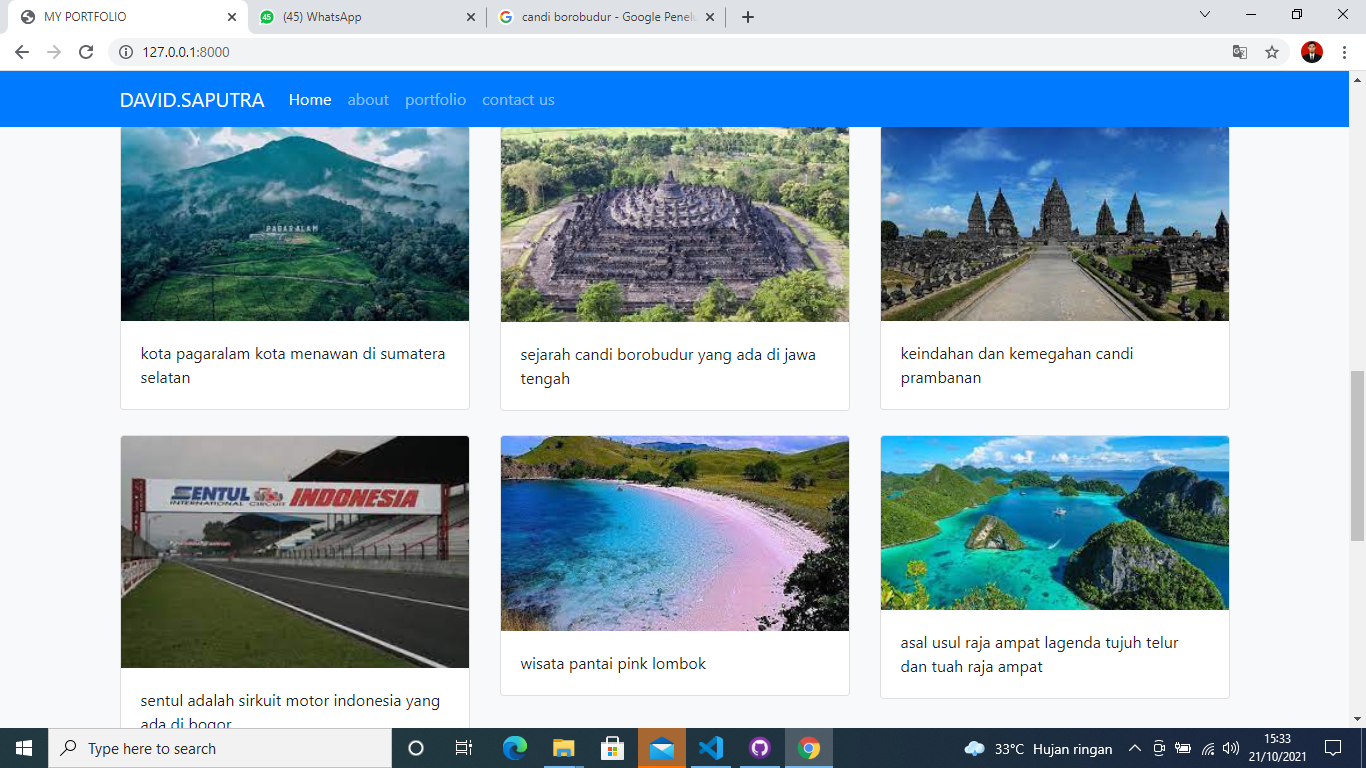 MY PORTFOLIO
(45) WhatsApp
candi borobudur - Google Penel
127.0.0.1:8000
DAVID.SAPUTRA Home about portfolio contact us
PAGARALAM
kota pagaralam kota menawan di sumatera
selatan
sejarah candi borobudur yang ada di jawa
tengah
keindahan dan kemegahan candi
prambanan
SENTUL INDONESIA
INTERNATIONAL CIRCUIT
sentul adalah sirkuit motor indonesia yang
ada di bogor
wisata pantai pink lombok
asal usul raja ampat lagenda tujuh telur
dan tuah raja ampat
Type here to search
33°C Hujan ringan
15:33
21/10/2021